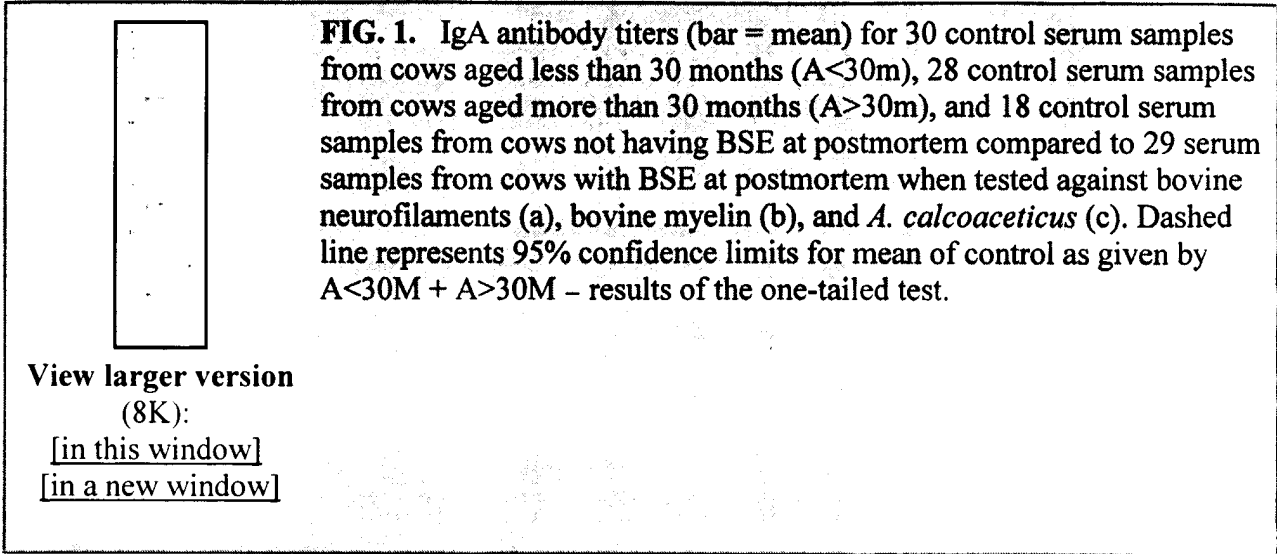 FIG. 1. IgA antibody titers (bar = mean) for 30 control serum samples
from cows aged less than 30 months (A<30m), 28 control serum samples
from cows aged more than 30 months (A>30m), and 18 control serum
samples from cows not having BSE at postmortem compared to 29 serum
samples from cows with BSE at postmortem when tested against bovine
neurofilaments (a), bovine myelin (b), and A. calcoaceticus (c). Dashed
line represents 95% confidence limits for mean of control as given by
A<30M + A>30M – results of the one-tailed test.
View larger version
(8K):
[in this window]
[in a new window]